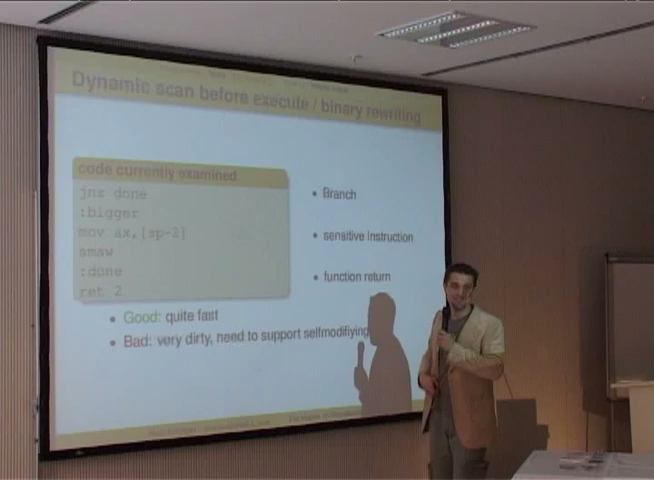 Dynamic scan before execute / binary rewriting
code currently examined
jnz done
:bigger
mov ax,[sp-2]
smsw
:done
ret 2
• Branch
• sensitive Instruction
• function return
• Good: quite fast
• Bad: very dirty, need to support selfmodifiying